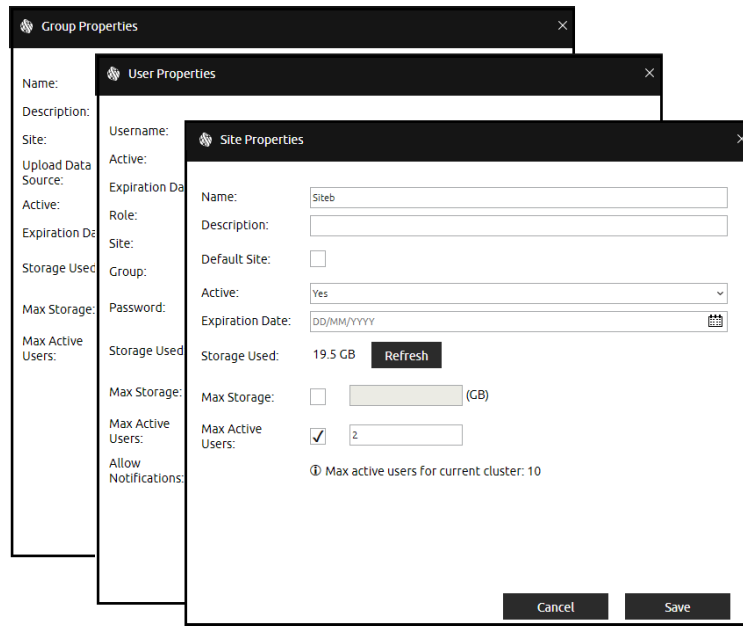 Group Properties
Name:
Description:
Site:
Upload Data
Source:
Active:
Expiration Da
Storage Used
Max Storage:
Max Active
Users:
User Properties
Username:
Active:
Expiration Da
Role:
Site:
Group:
Password:
Storage Used
Max Storage:
Max Active
Users:
Allow
Notifications:
Site Properties
Name: Siteb
Description:
Default Site:
Active: Yes
Expiration Date: DD/MM/YYYY
Storage Used: 19.5 GB Refresh
Max Storage: (GB)
Max Active
Users: 2
Max active users for current cluster: 10
Cancel Save